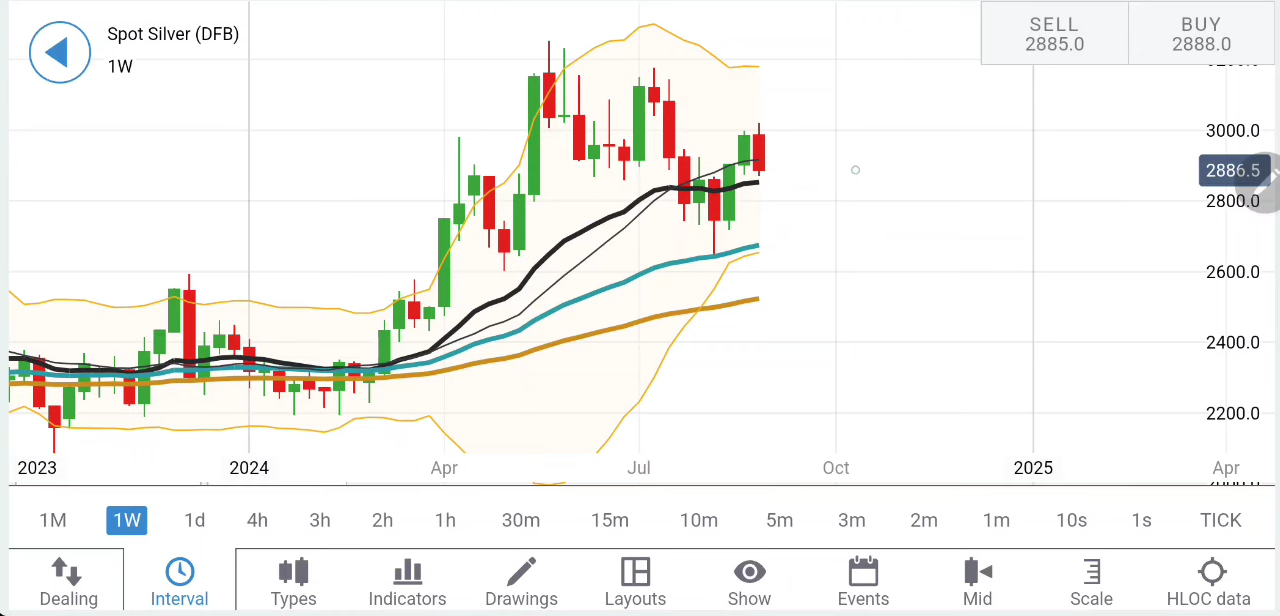 Spot Silver (DFB)
1W
SELL
2885.0
BUY
2888.0
3000.0
2886.5
2800.0
2600.0
2400.0
2200.0
2023
2024
Apr
Jul
Oct
2025
Apr
1M
1W
1d
4h
3h
2h
1h
30m
15m
10m
5m
3m
2m
1m
10s
1s
TICK
Dealing
Interval
Types
Indicators
Drawings
Layouts
Show
Events
Mid
Scale
HLOC data